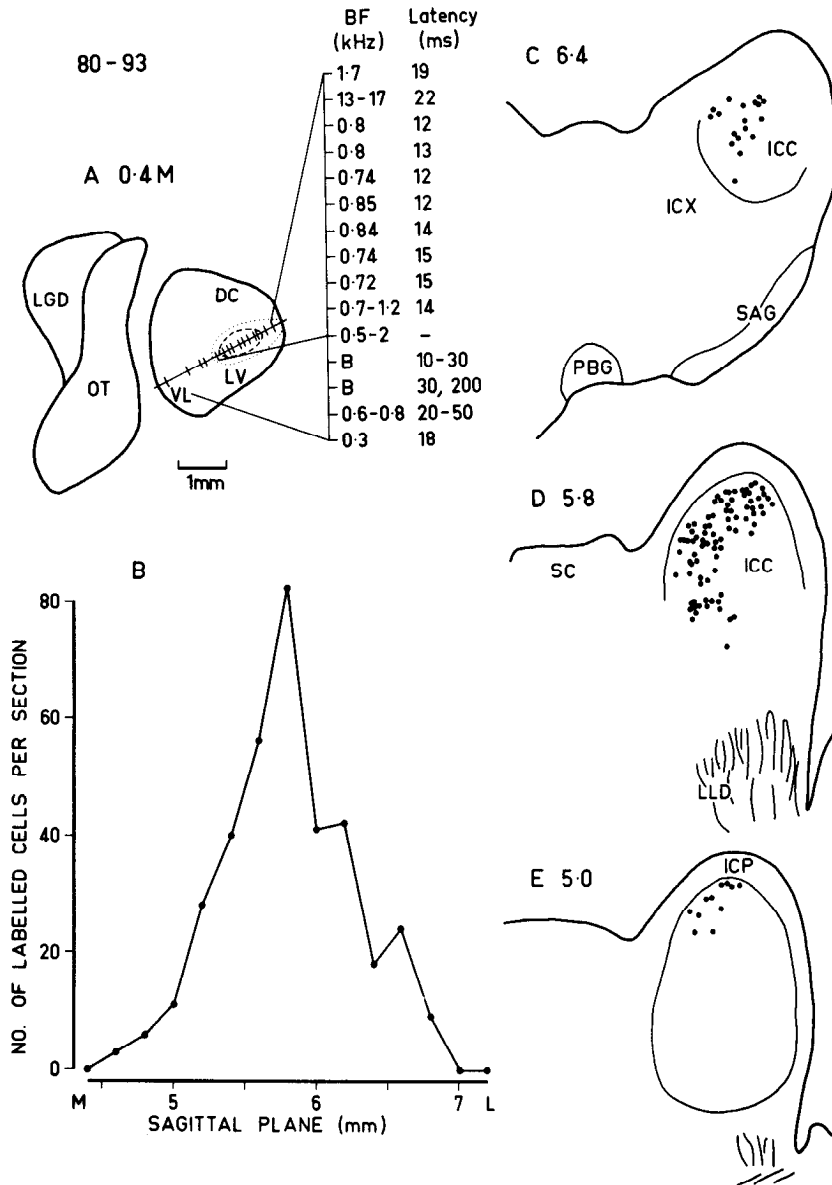 80-93
A 0·4M
LGD
OT
DC
LV
VL
1mm
BF Latency
(kHz) (ms)
1·7 19
13-17 22
0·8 12
0·8 13
0·74 12
0·85 12
0·84 14
0·74 15
0·72 15
0·7-1·2 14
0·5-2 -
B 10-30
B 30, 200
0·6-0·8 20-50
0·3 18
B
NO. OF LABELLED CELLS PER SECTION
80
60
40
20
0
M 5 6 7 L
SAGITTAL PLANE (mm)
C 6·4
ICC
ICX
SAG
PBG
D 5·8
SC
ICC
LLD
E 5·0
ICP